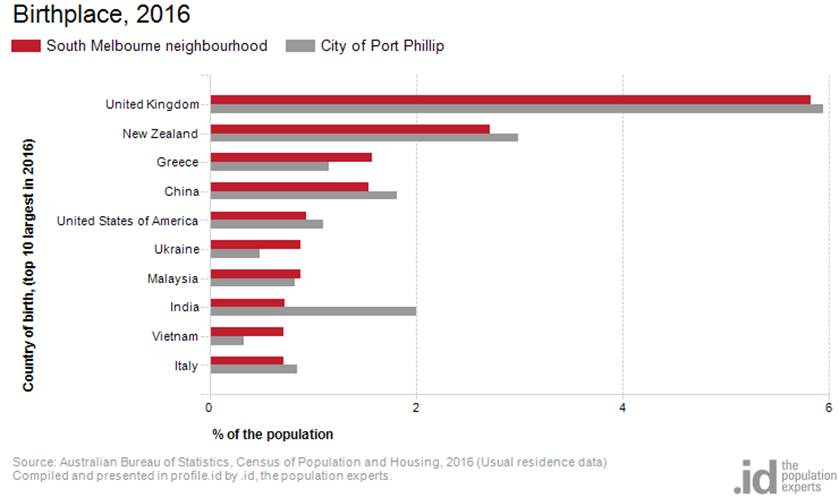 Birthplace, 2016
South Melbourne neighbourhood City of Port Phillip
Country of birth, (top 10 largest in 2016)
United Kingdom
New Zealand
Greece
China
United States of America
Ukraine
Malaysia
India
Vietnam
Italy
0 2 4 6
% of the population
Source: Australian Bureau of Statistics, Census of Population and Housing, 2016 (Usual residence data)
Compiled and presented in profile.id by .id, the population experts.
.id the population experts